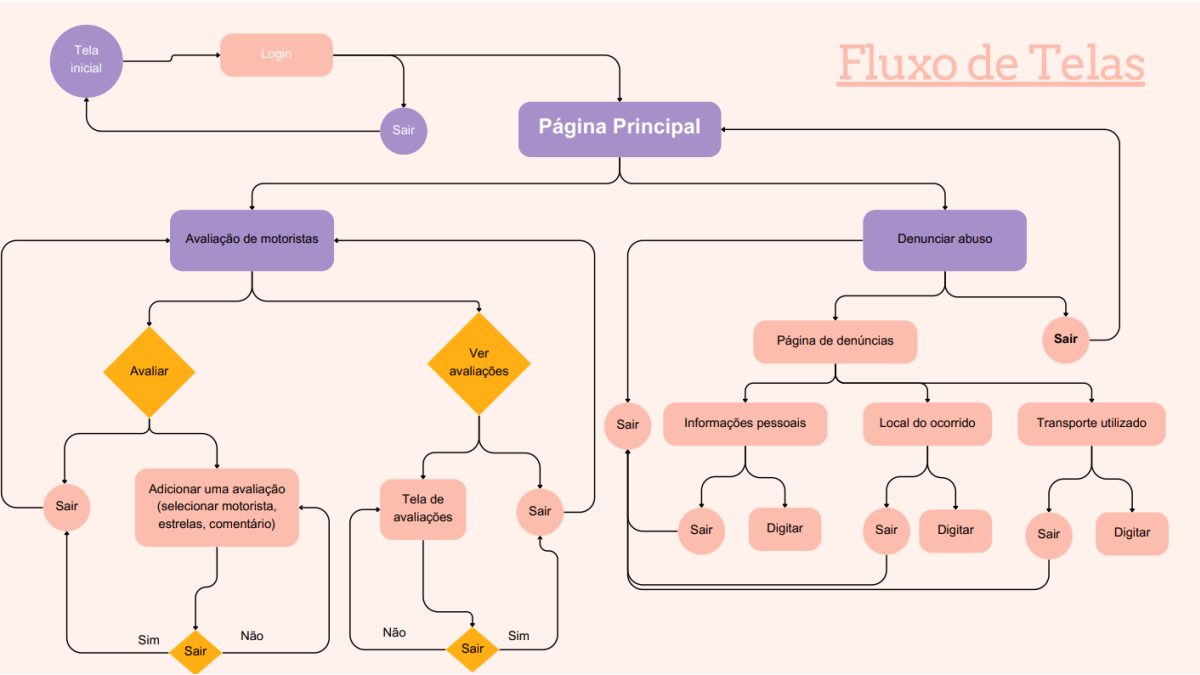 Fluxo de Telas
Tela
inicial
Login
Sair
Página Principal
Avaliação de motoristas
Denunciar abuso
Avaliar
Ver
avaliações
Página de denúncias
Sair
Sair
Informações pessoais
Local do ocorrido
Transporte utilizado
Sair
Adicionar uma avaliação
(selecionar motorista,
estrelas, comentário)
Tela de
avaliações
Sair
Sair
Digitar
Sair
Digitar
Sair
Digitar
Sim
Sair
Não
Não
Sair
Sim